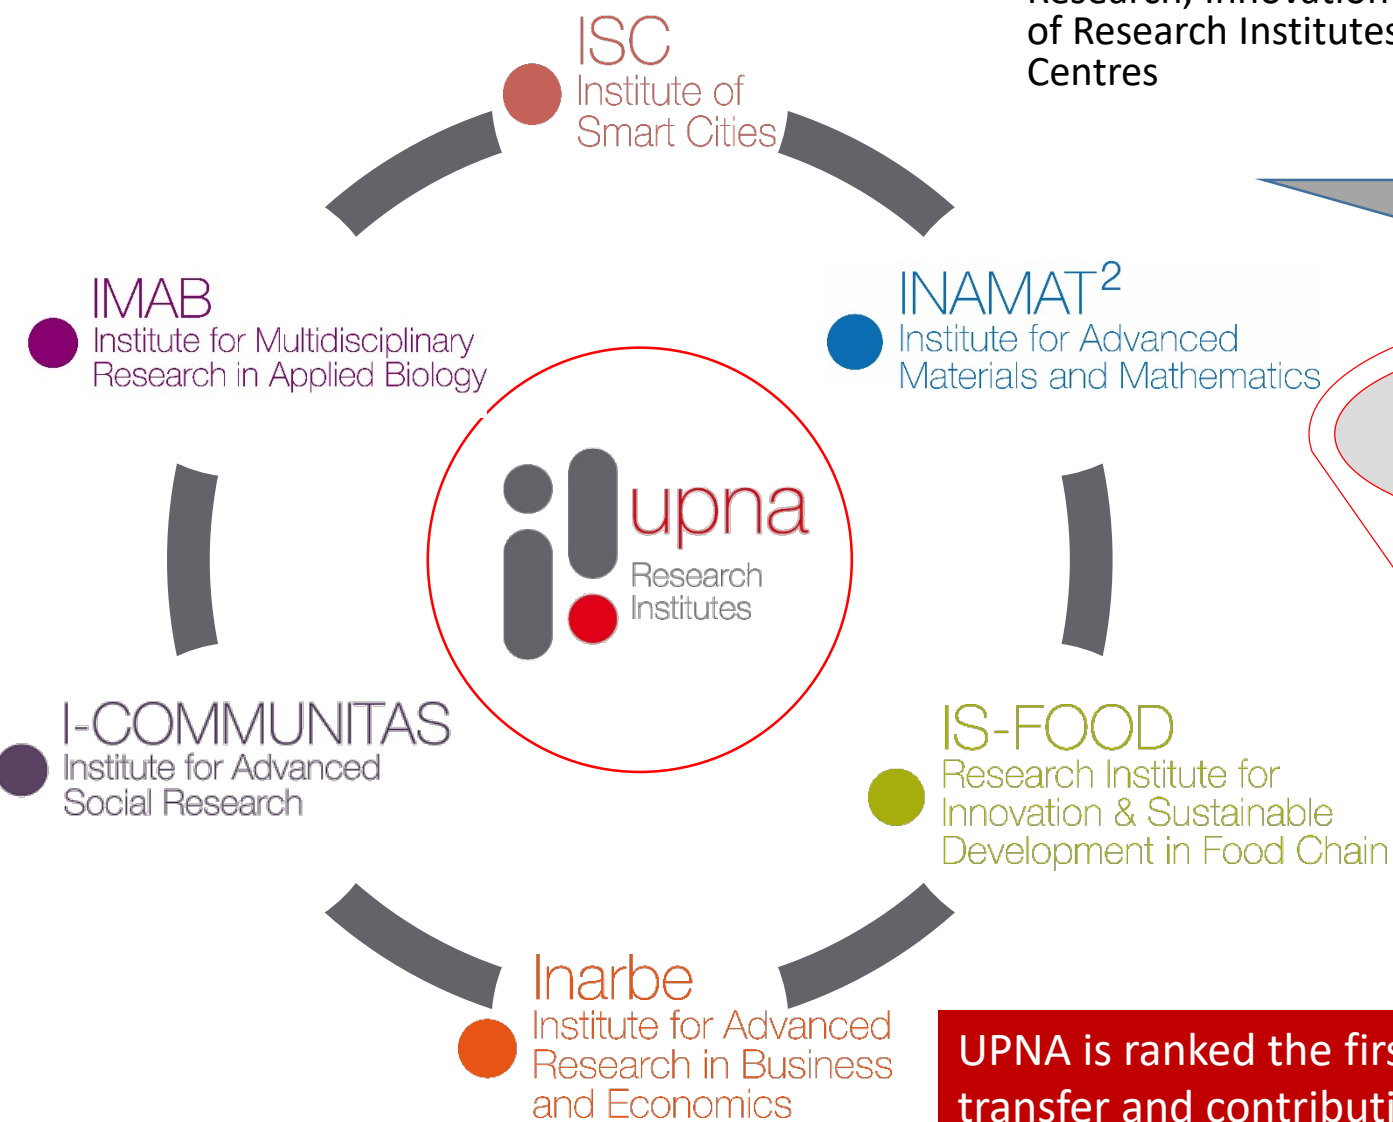 Research, Innovation
of Research Institutes
Centres
ISC
Institute of
Smart Cities
IMAB
Institute for Multidisciplinary
Research in Applied Biology
INAMAT²
Institute for Advanced
Materials and Mathematics
upna
Research
Institutes
I-COMMUNITAS
Institute for Advanced
Social Research
IS-FOOD
Research Institute for
Innovation & Sustainable
Development in Food Chain
Inarbe
Institute for Advanced
Research in Business
and Economics
UPNA is ranked the
transfer and